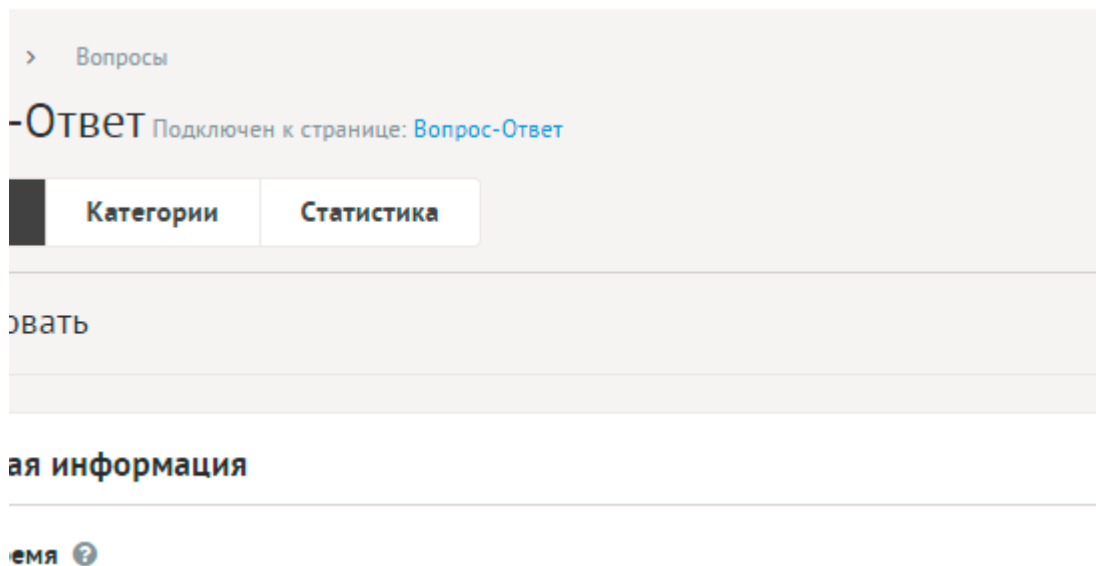 > Вопросы
-Ответ Подключен к странице: Вопрос-Ответ
Категории Статистика
овать
ая информация
емя ?